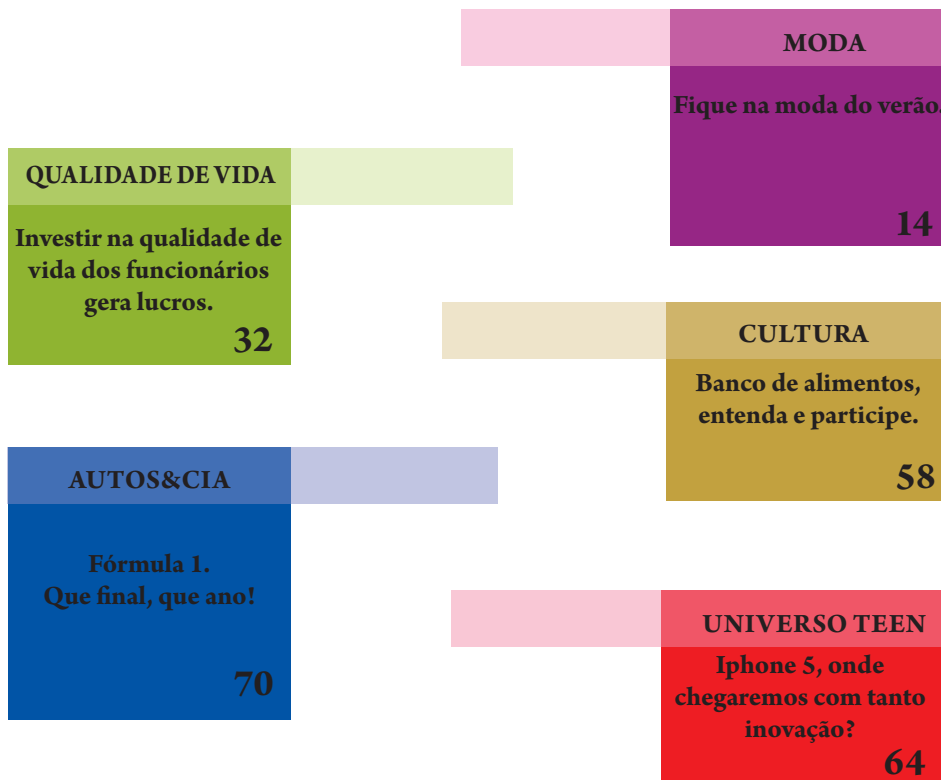 MODA
Fique na moda do verão.
14
QUALIDADE DE VIDA
Investir na qualidade de
vida dos funcionários
gera lucros.
32
CULTURA
Banco de alimentos,
entenda e participe.
58
AUTOS&CIA
Fórmula 1.
Que final, que ano!
70
UNIVERSO TEEN
Iphone 5, onde
chegaremos com tanto
inovação?
64